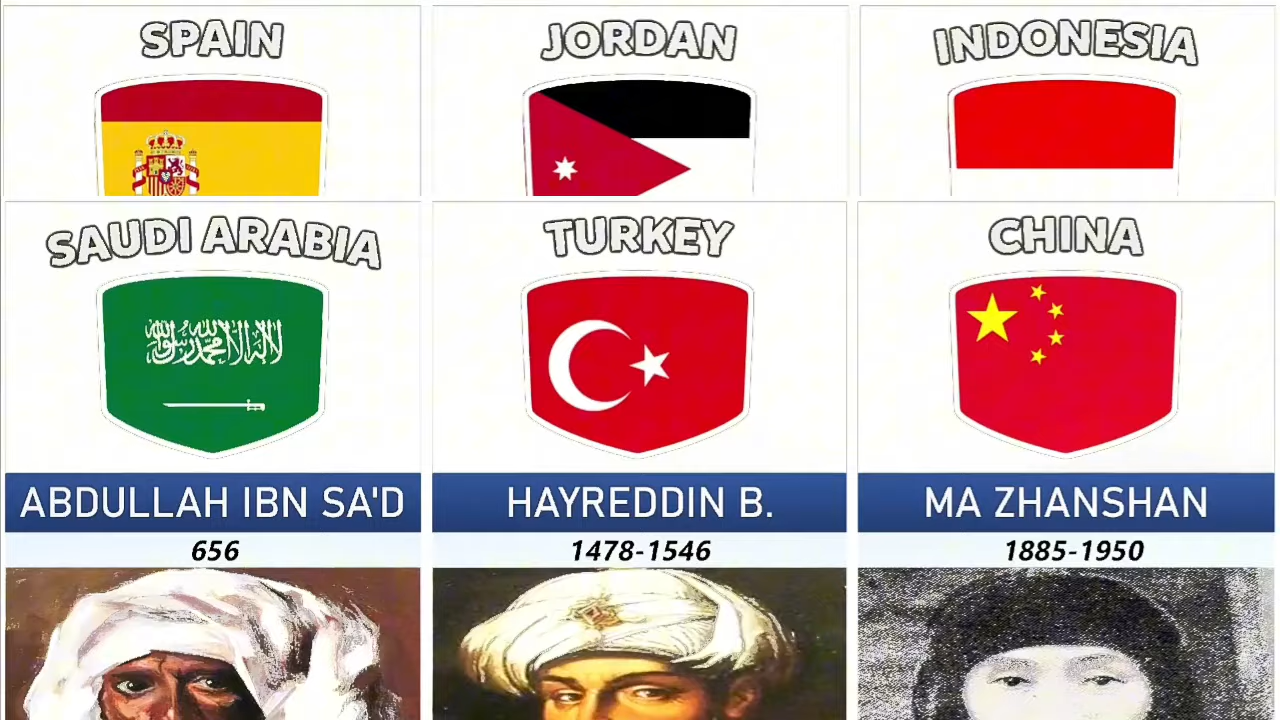 SPAIN
JORDAN
INDONESIA
SAUDI ARABIA
TURKEY
CHINA
لا إله إلا الله محمد رسول الله
ABDULLAH IBN SA'D
HAYREDDIN B.
MA ZHANSHAN
656
1478-1546
1885-1950